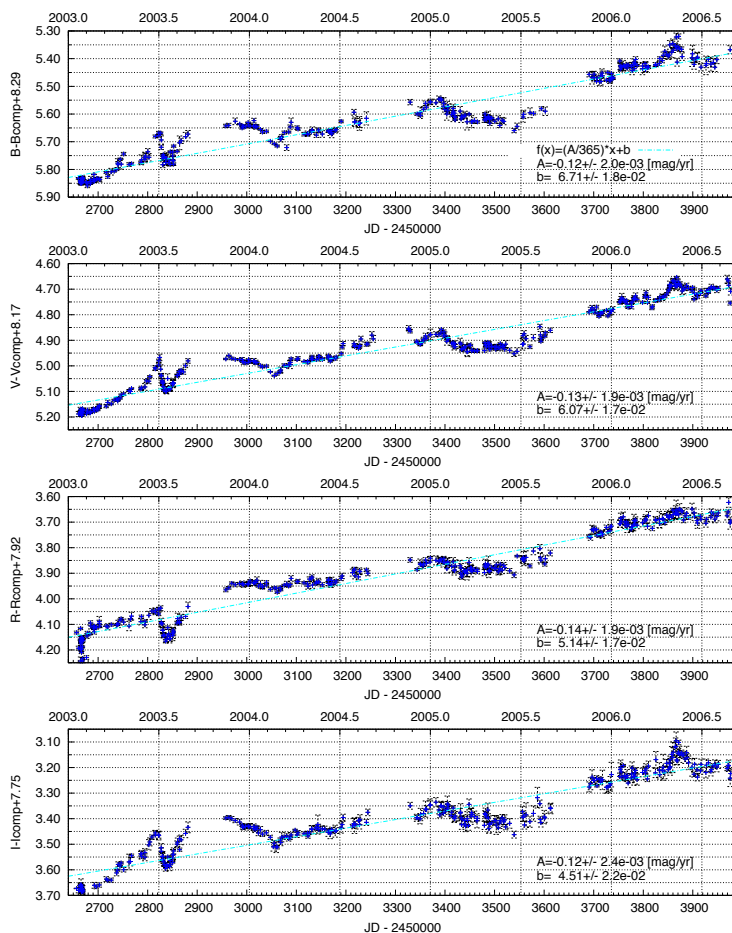 2003.0 2003.5 2004.0 2004.5 2005.0 2005.5 2006.0 2006.5
5.30
5.40
5.50
5.60
5.70
5.80
5.90
B-Bcomp+8.29
f(x)=(A/365)*x+b
A=-0.12+/- 2.0e-03 [mag/yr]
b= 6.71+/- 1.8e-02
2700 2800 2900 3000 3100 3200 3300 3400 3500 3600 3700 3800 3900
JD - 2450000
2003.0 2003.5 2004.0 2004.5 2005.0 2005.5 2006.0 2006.5
4.60
4.70
4.80
4.90
5.00
5.10
5.20
V-Vcomp+8.17
A=-0.13+/- 1.9e-03 [mag/yr]
b= 6.07+/- 1.7e-02
2700 2800 2900 3000 3100 3200 3300 3400 3500 3600 3700 3800 3900
JD - 2450000
2003.0 2003.5 2004.0 2004.5 2005.0 2005.5 2006.0 2006.5
3.60
3.70
3.80
3.90
4.00
4.10
4.20
R-Rcomp+7.92
A=-0.14+/- 1.9e-03 [mag/yr]
b= 5.14+/- 1.7e-02
2700 2800 2900 3000 3100 3200 3300 3400 3500 3600 3700 3800 3900
JD - 2450000
2003.0 2003.5 2004.0 2004.5 2005.0 2005.5 2006.0 2006.5
3.10
3.20
3.30
3.40
3.50
3.60
3.70
I-Icomp+7.75
A=-0.12+/- 2.4e-03 [mag/yr]
b= 4.51+/- 2.2e-02
2700 2800 2900 3000 3100 3200 3300 3400 3500 3600 3700 3800 3900
JD - 2450000